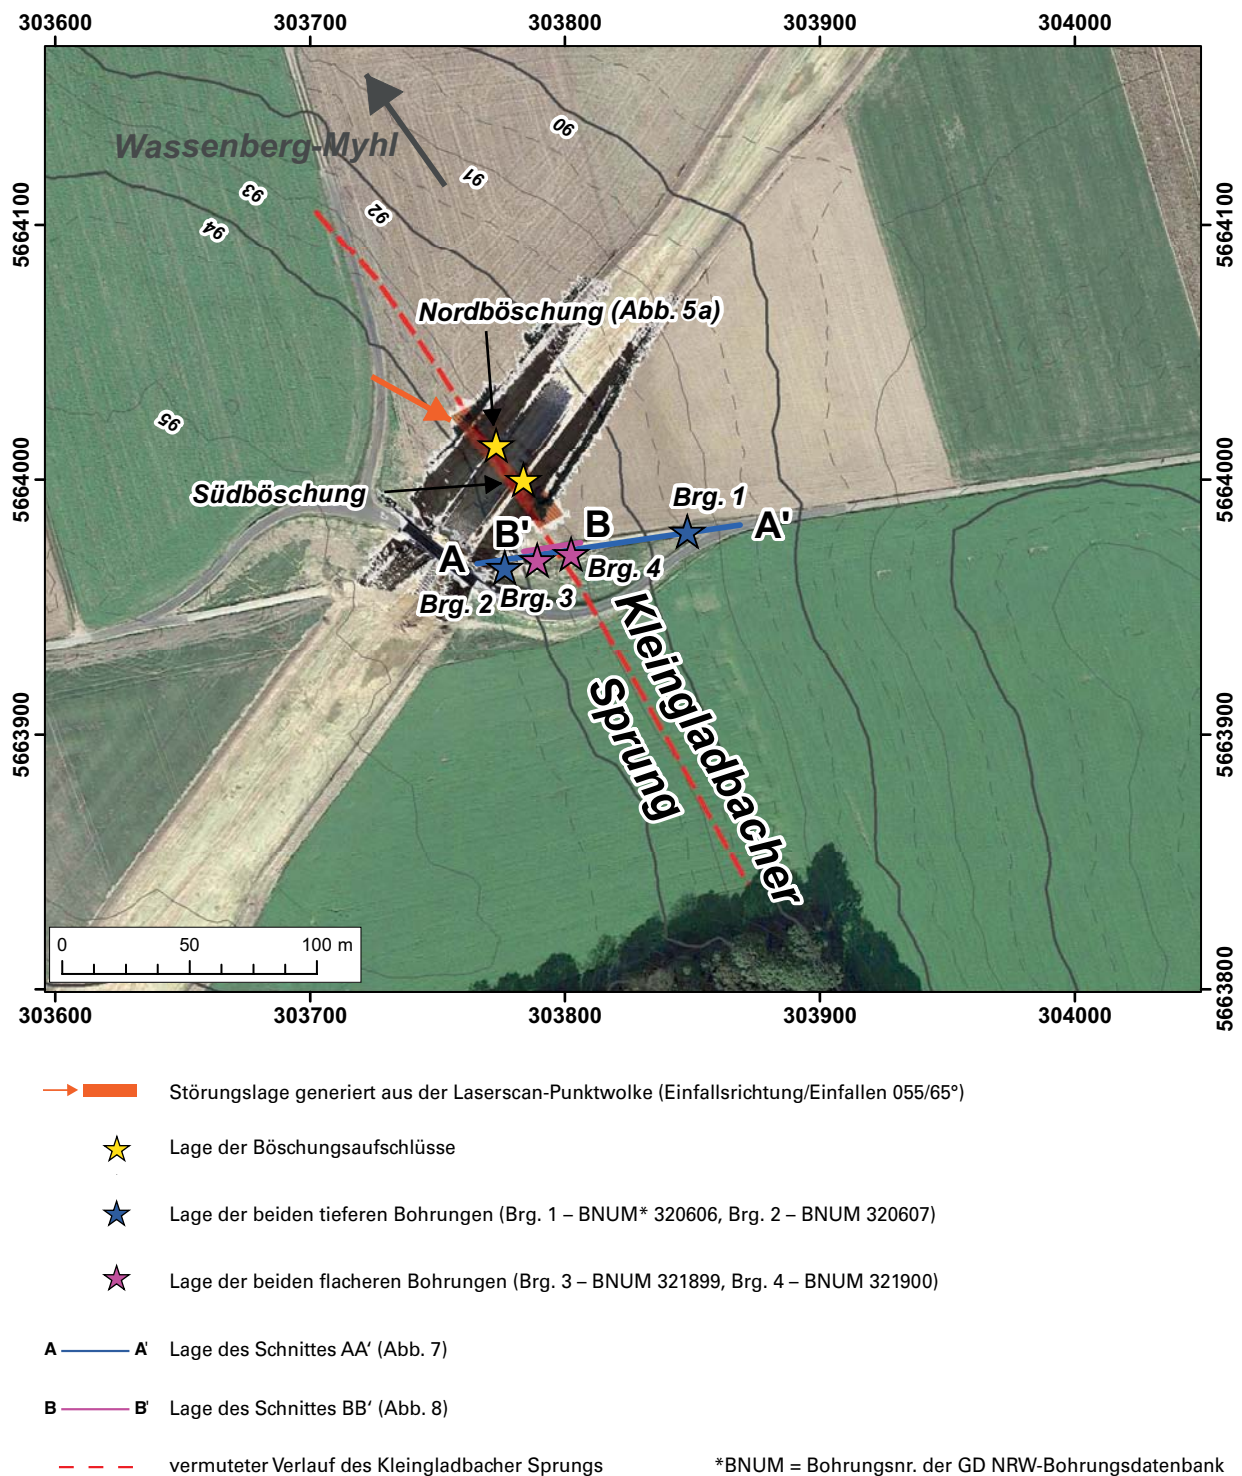 303600 303700 303800 303900 304000
5664100 5664100
5664000 5664000
5663900 5663900
5663800
Wassenberg-Myhl
90
91
92
93
94
95
Nordböschung (Abb. 5a)
Südböschung
Brg. 1
B' B A'
A
Brg. 4
Brg. 2 Brg. 3
Kleingladbacher
Sprung
0 50 100 m
303600 303700 303800 303900 304000
Störungslage generiert aus der Laserscan-Punktwolke (Einfallsrichtung/Einfallen 055/65°)
Lage der Böschungsaufschlüsse
Lage der beiden tieferen Bohrungen (Brg. 1 – BNUM* 320606, Brg. 2 – BNUM 320607)
Lage der beiden flacheren Bohrungen (Brg. 3 – BNUM 321899, Brg. 4 – BNUM 321900)
A A' Lage des Schnittes AA‘ (Abb. 7)
B B' Lage des Schnittes BB‘ (Abb. 8)
vermuteter Verlauf des Kleingladbacher Sprungs *BNUM = Bohrungsnr. der GD NRW-Bohrungsdatenbank